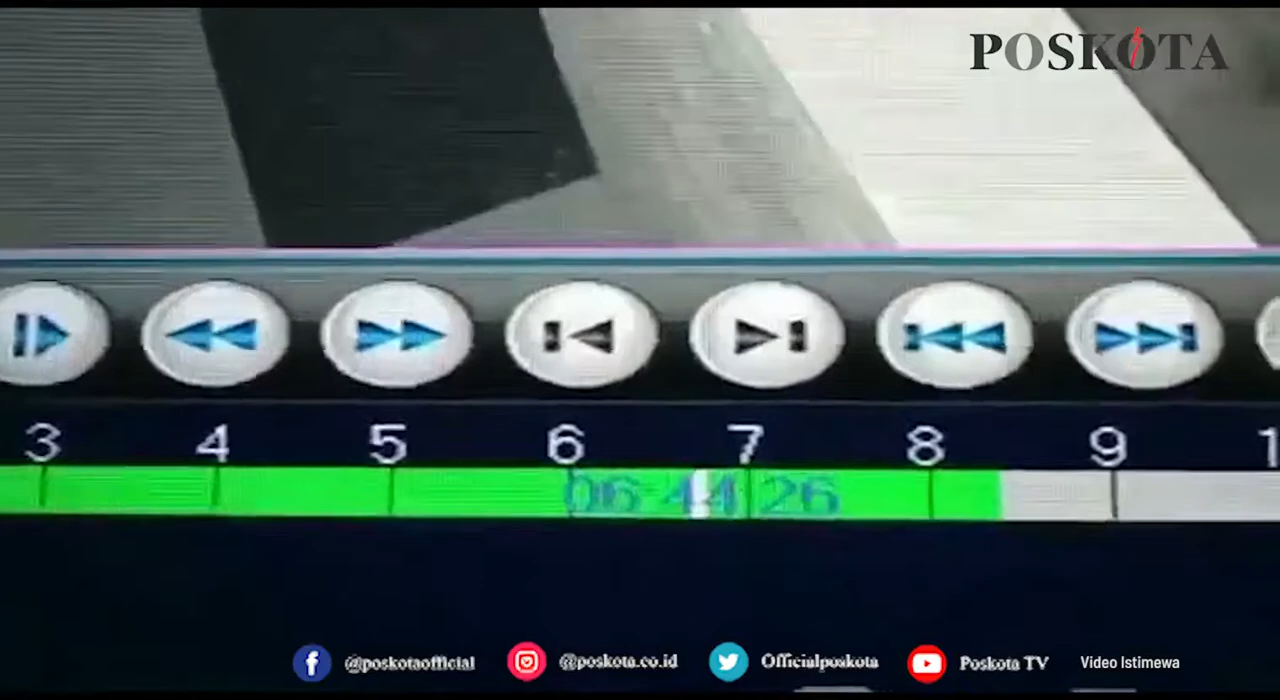 POSKOTA
3 4 5 6 7 8 9 1
06 44 26
@poskotaofficial @poskota.co.id Officialposkota Poskota TV Video Istimewa